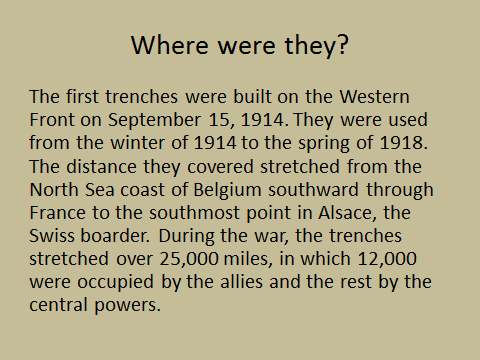 Where were they?
The first trenches were built on the Western
Front on September 15, 1914. They were used
from the winter of 1914 to the spring of 1918.
The distance they covered stretched from the
North Sea coast of Belgium southward through
France to the southmost point in Alsace, the
Swiss boarder. During the war, the trenches
stretched over 25,000 miles, in which 12,000
were occupied by the allies and the rest by the
central powers.